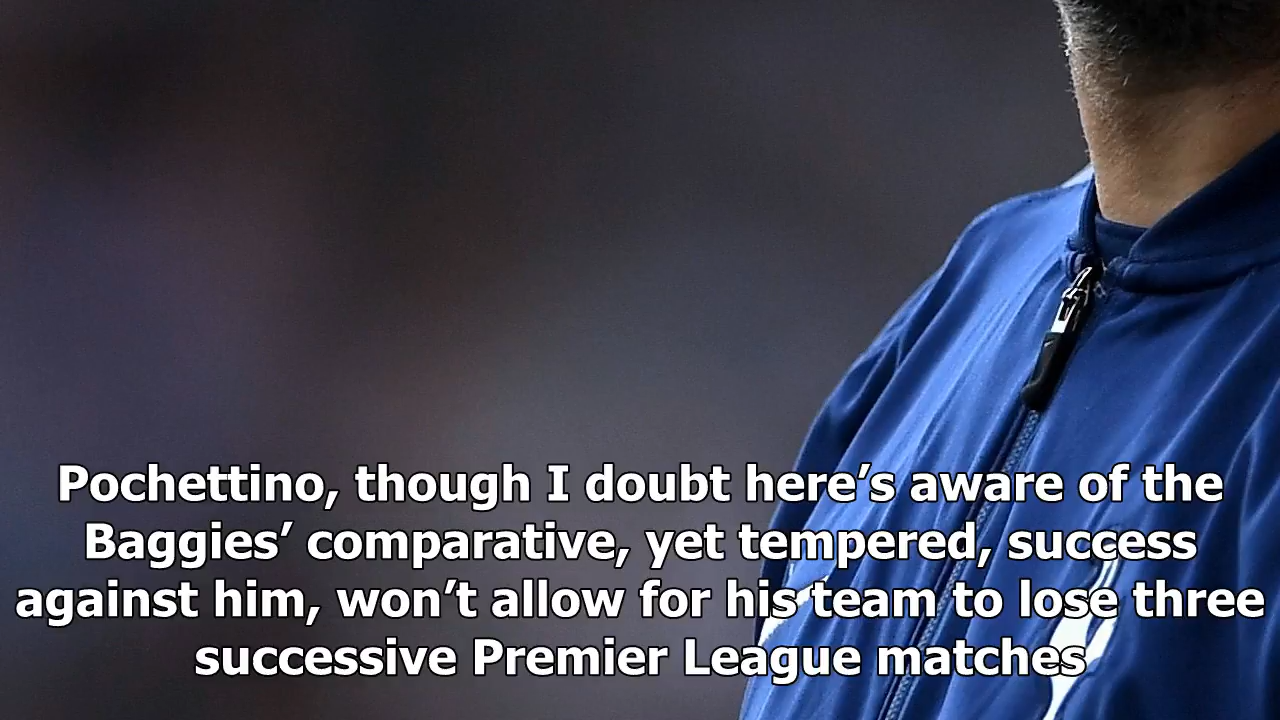 Pochettino, though I doubt here’s aware of the
Baggies’ comparative, yet tempered, success
against him, won’t allow for his team to lose three
successive Premier League matches